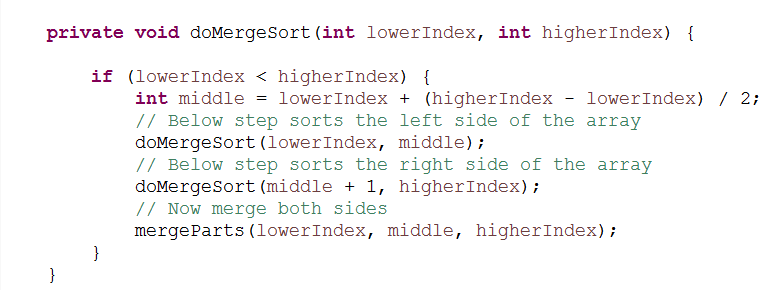 private void doMergeSort(int lowerIndex, int higherIndex) {
if (lowerIndex < higherIndex) {
int middle = lowerIndex + (higherIndex - lowerIndex) / 2;
// Below step sorts the left side of the array
doMergeSort(lowerIndex, middle);
// Below step sorts the right side of the array
doMergeSort(middle + 1, higherIndex);
// Now merge both sides
mergeParts(lowerIndex, middle, higherIndex);
}
}